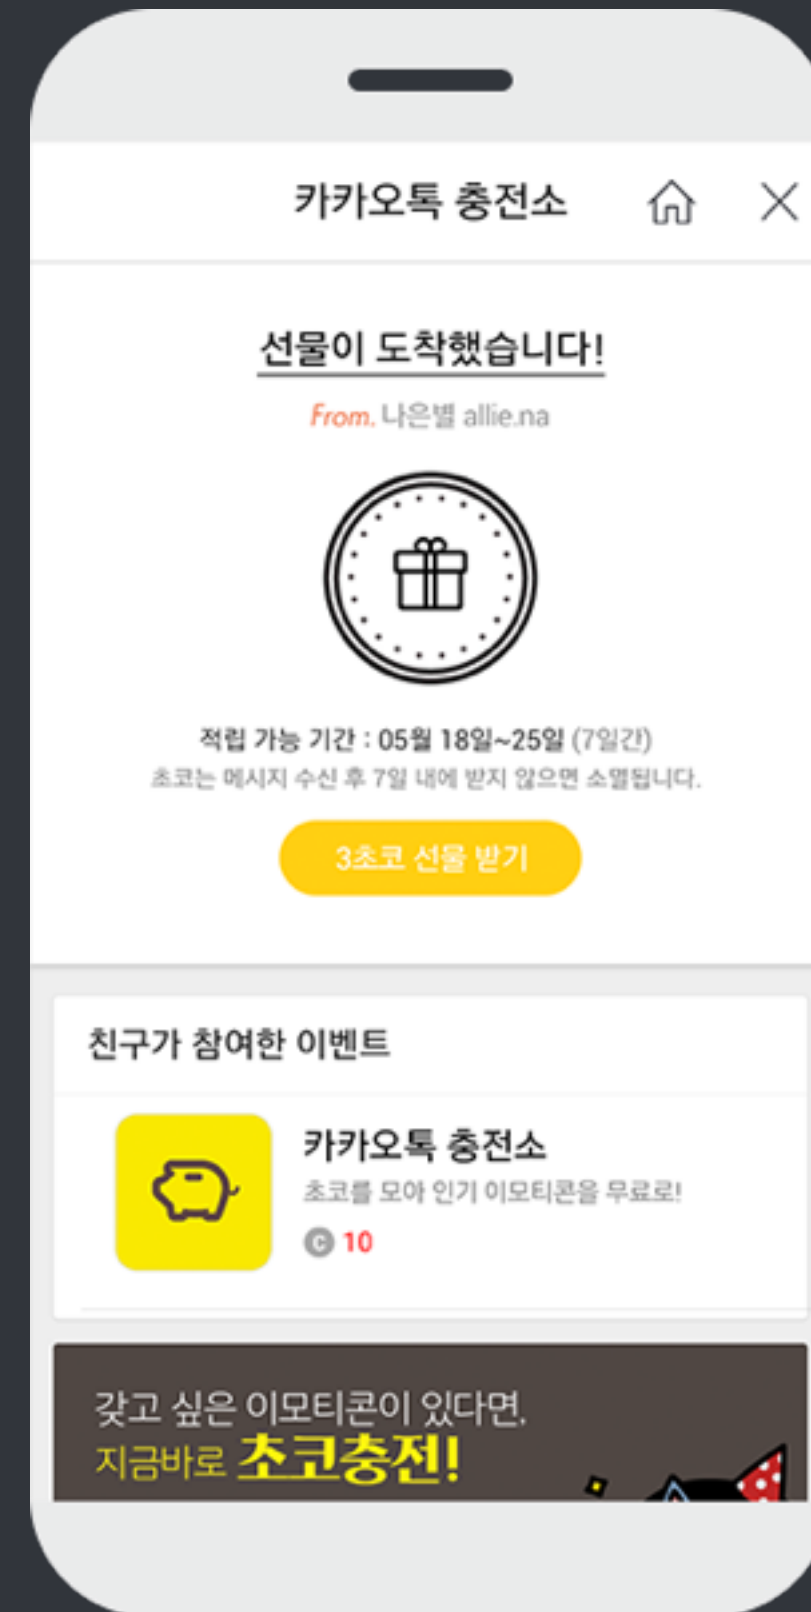 카카오톡 충전소
선물이 도착했습니다!
From. 나은별 allie.na
적립 가능 기간 : 05월 18일~25일 (7일간)
초코는 메시지 수신 후 7일 내에 받지 않으면 소멸됩니다.
3초코 선물 받기
친구가 참여한 이벤트
카카오톡 충전소
초코를 모아 인기 이모티콘을 무료로!
C 10
갖고 싶은 이모티콘이 있다면,
지금바로 초코충전!